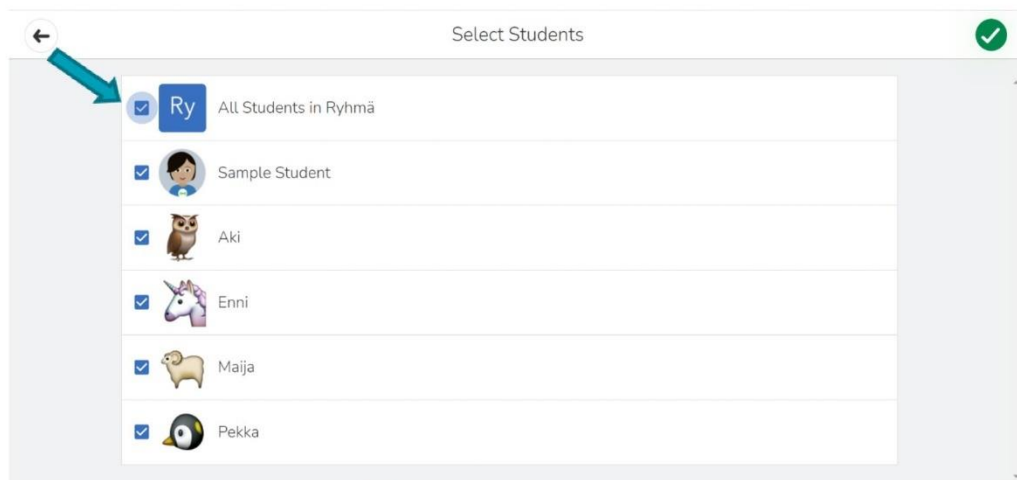 Select Students
Ry All Students in Ryhmä
Sample Student
Aki
Enni
Maija
Pekka